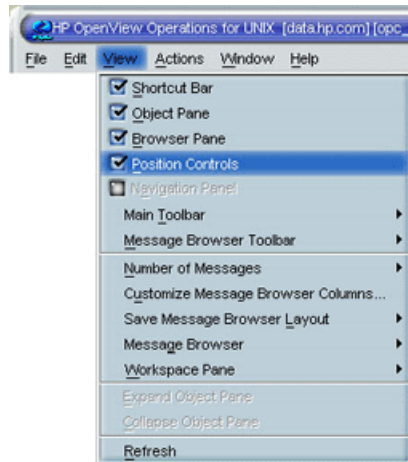 HP OpenView Operations for UNIX [data.hp.com] [opc_
File Edit View Actions Window Help
Shortcut Bar
Object Pane
Browser Pane
Position Controls
Navigation Panel
Main Toolbar
Message Browser Toolbar
Number of Messages
Customize Message Browser Columns...
Save Message Browser Layout
Message Browser
Workspace Pane
Expand Object Pane
Collapse Object Pane
Refresh